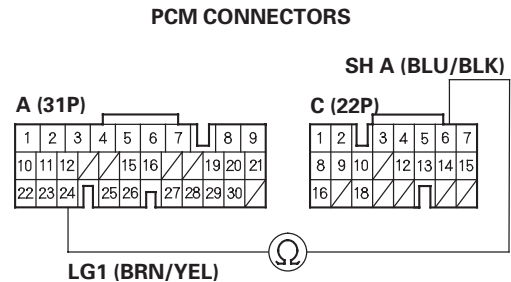 PCM CONNECTORS
SH A (BLU/BLK)
A (31P)
C (22P)
1 2 3 4 5 6 7 8 9
1 2 3 4 5 6 7
10 11 12 15 16 19 20 21
8 9 10 12 13 14 15
22 23 24 25 26 27 28 29 30
16 18
Ω
LG1 (BRN/YEL)